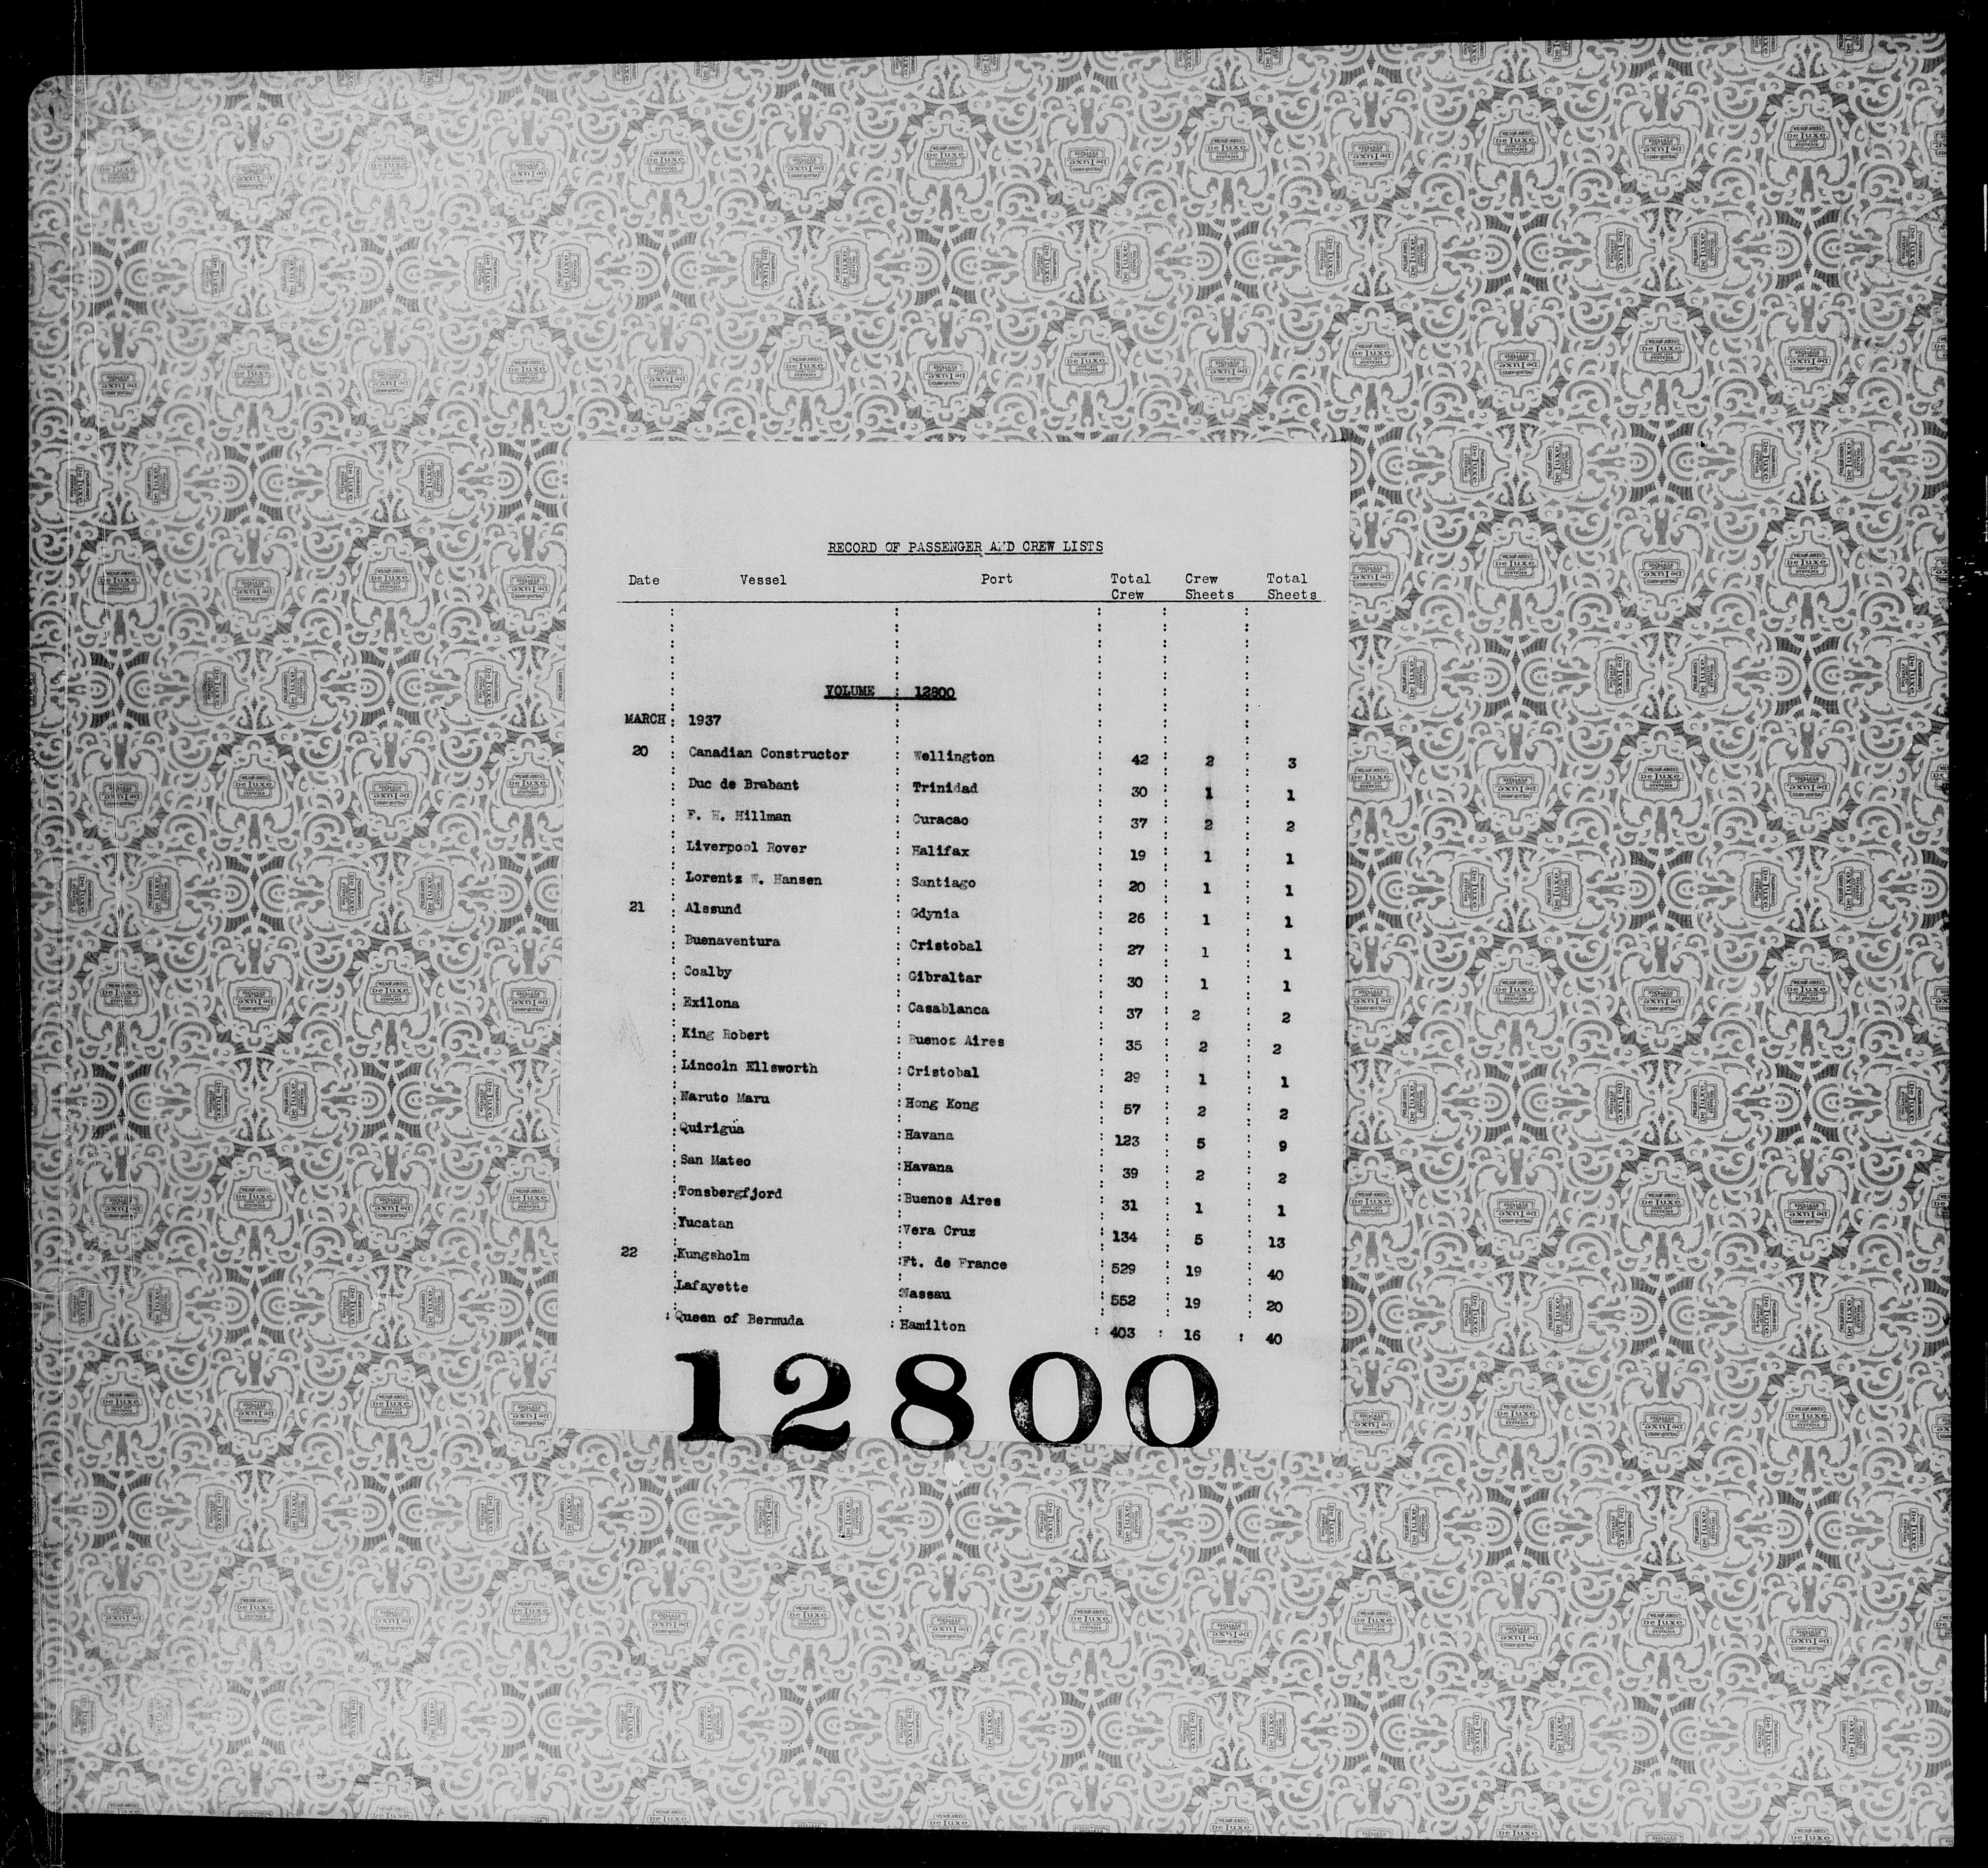 RECORD OF PASSENGER AND CREW LISTS
Date Vessel Port Total Crew Crew Sheets Total Sheets
VOLUME : 12800
MARCH : 1937
20 : Canadian Constructor : Wellington : 42 : 2 : 3
: Duc de Brabant : Trinidad : 30 : 1 : 1
: F. H. Hillman : Curacao : 37 : 2 : 2
: Liverpool Rover : Halifax : 19 : 1 : 1
: Lorentz W. Hansen : Santiago : 20 : 1 : 1
21 : Alssund : Gdynia : 26 : 1 : 1
: Buenaventura : Cristobal : 27 : 1 : 1
: Coalby : Gibraltar : 30 : 1 : 1
: Exilona : Casablanca : 37 : 2 : 2
: King Robert : Buenos Aires : 35 : 2 : 2
: Lincoln Ellsworth : Cristobal : 29 : 1 : 1
: Naruto Maru : Hong Kong : 57 : 2 : 2
: Quirigua : Havana : 123 : 5 : 9
: San Mateo : Havana : 39 : 2 : 2
: Tonsbergfjord : Buenos Aires : 31 : 1 : 1
: Yucatan : Vera Cruz : 134 : 5 : 13
22 : Kungsholm : Ft. de France : 529 : 19 : 40
: Lafayette : Nassau : 552 : 19 : 20
: Queen of Bermuda : Hamilton : 403 : 16 : 40
12800